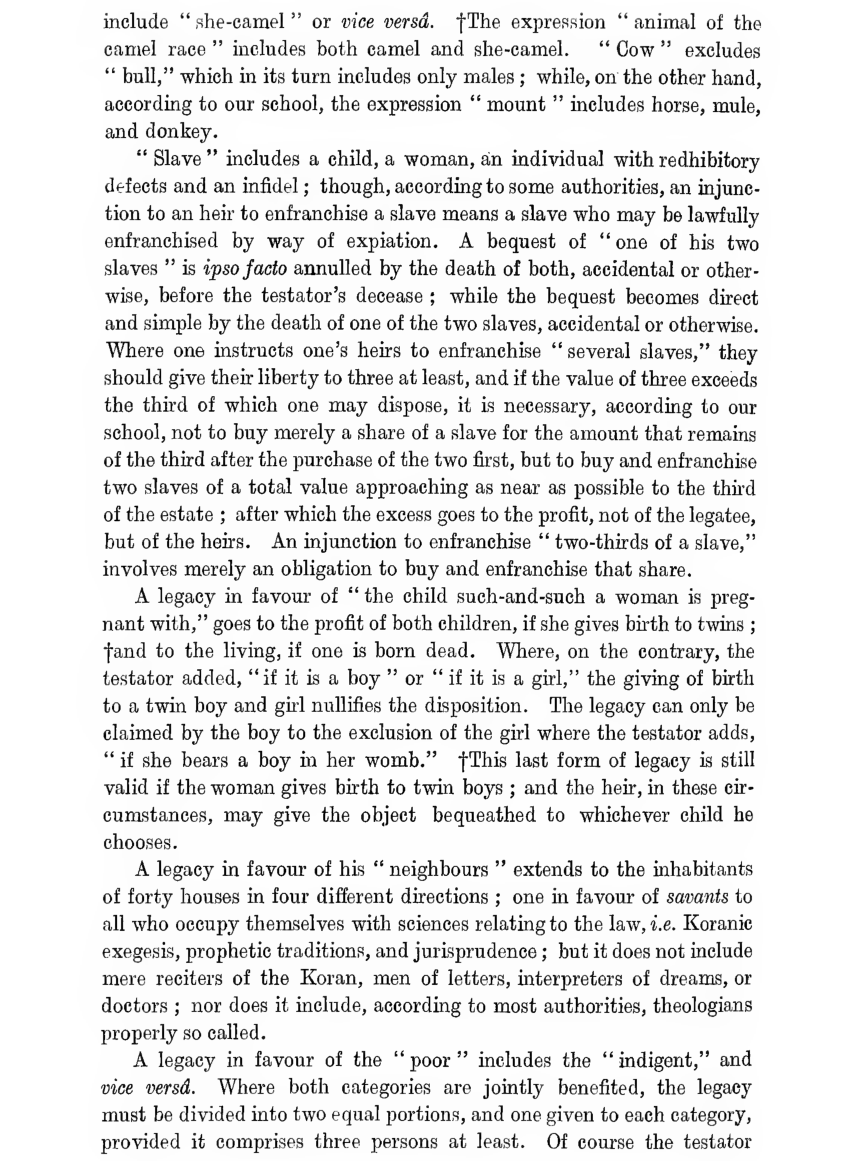 include “ she-camel ” or vice versâ. †The expression “ animal of the
camel race ” includes both camel and she-camel. “ Cow ” excludes
“ bull,” which in its turn includes only males ; while, on the other hand,
according to our school, the expression “ mount ” includes horse, mule,
and donkey.
“ Slave ” includes a child, a woman, an individual with redhibitory
defects and an infidel ; though, according to some authorities, an injunc-
tion to an heir to enfranchise a slave means a slave who may be lawfully
enfranchised by way of expiation. A bequest of “ one of his two
slaves ” is ipso facto annulled by the death of both, accidental or other-
wise, before the testator’s decease ; while the bequest becomes direct
and simple by the death of one of the two slaves, accidental or otherwise.
Where one instructs one’s heirs to enfranchise “ several slaves,” they
should give their liberty to three at least, and if the value of three exceeds
the third of which one may dispose, it is necessary, according to our
school, not to buy merely a share of a slave for the amount that remains
of the third after the purchase of the two first, but to buy and enfranchise
two slaves of a total value approaching as near as possible to the third
of the estate ; after which the excess goes to the profit, not of the legatee,
but of the heirs. An injunction to enfranchise “ two-thirds of a slave,”
involves merely an obligation to buy and enfranchise that share.
A legacy in favour of “ the child such-and-such a woman is preg-
nant with,” goes to the profit of both children, if she gives birth to twins ;
†and to the living, if one is born dead. Where, on the contrary, the
testator added, “ if it is a boy ” or “ if it is a girl,” the giving of birth
to a twin boy and girl nullifies the disposition. The legacy can only be
claimed by the boy to the exclusion of the girl where the testator adds,
“ if she bears a boy in her womb.” †This last form of legacy is still
valid if the woman gives birth to twin boys ; and the heir, in these cir-
cumstances, may give the object bequeathed to whichever child he
chooses.
A legacy in favour of his “ neighbours ” extends to the inhabitants
of forty houses in four different directions ; one in favour of savants to
all who occupy themselves with sciences relating to the law, i.e. Koranic
exegesis, prophetic traditions, and jurisprudence ; but it does not include
mere reciters of the Koran, men of letters, interpreters of dreams, or
doctors ; nor does it include, according to most authorities, theologians
properly so called.
A legacy in favour of the “ poor ” includes the “ indigent,” and
vice versâ. Where both categories are jointly benefited, the legacy
must be divided into two equal portions, and one given to each category,
provided it comprises three persons at least. Of course the testator